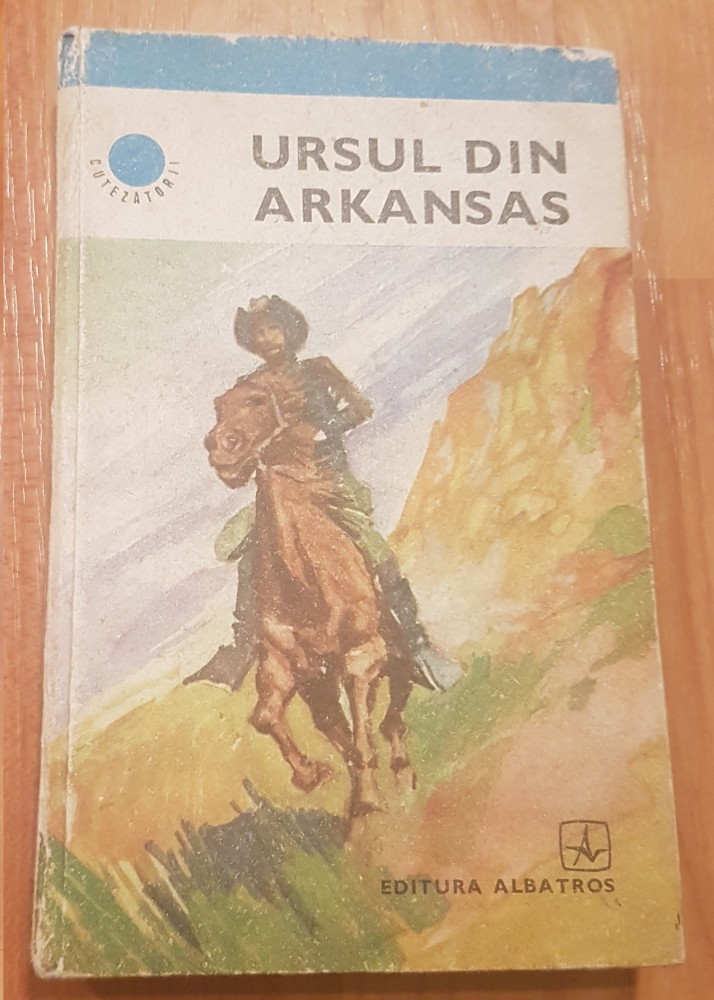 CUTEZĂTORII
URSUL DIN
ARKANSAS
EDITURA ALBATROS